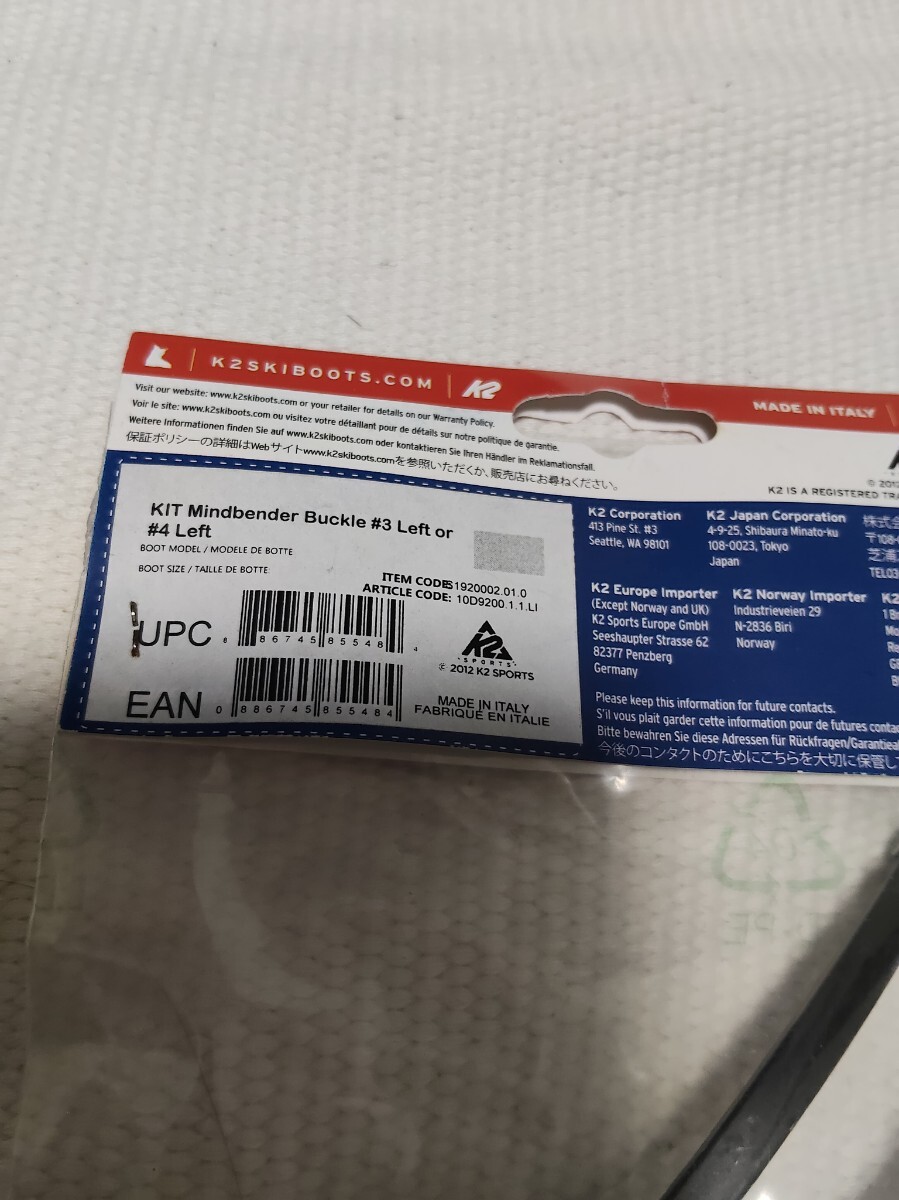 K2SKIBOOTS.COM K2
MADE IN ITALY
Visit our website: www.k2skiboots.com or your retailer for details on our Warranty Policy.
Voir le site: www.k2skiboots.com ou visitez votre détaillant pour de détails sur notre politique de garantie.
Weitere Informationen finden Sie auf www.k2skiboots.com oder kontaktieren Sie Ihren Händler im Reklamationsfall.
保証ポリシーの詳細はWebサイトwww.k2skiboots.comを参照いただくか、販売店にお尋ねください。
© 2012
K2 IS A REGISTERED
KIT Mindbender Buckle #3 Left or
#4 Left
BOOT MODEL / MODELE DE BOTTE
BOOT SIZE / TAILLE DE BOTTE:
ITEM CODE S1920002.01.0
ARTICLE CODE: 10D9200.1.1.LI
UPC 8 86745 85548 4
EAN 0 886745 855484
K2
SPORTS
© 2012 K2 SPORTS
MADE IN ITALY
FABRIQUÉ EN ITALIE
K2 Corporation
413 Pine St. #3
Seattle, WA 98101
K2 Japan Corporation
4-9-25, Shibaura Minato-ku
108-0023, Tokyo
Japan
株式会
〒108-
芝浦
TEL03
K2 Europe Importer
(Except Norway and UK)
K2 Sports Europe GmbH
Seeshaupter Strasse 62
82377 Penzberg
Germany
K2 Norway Importer
Industrieveien 29
N-2836 Biri
Norway
K2
Please keep this information for future contacts.
S'il vous plait garder cette information pour de futures
Bitte bewahren Sie diese Adressen für
今後のコンタクトのためにこちらを大切に保管し